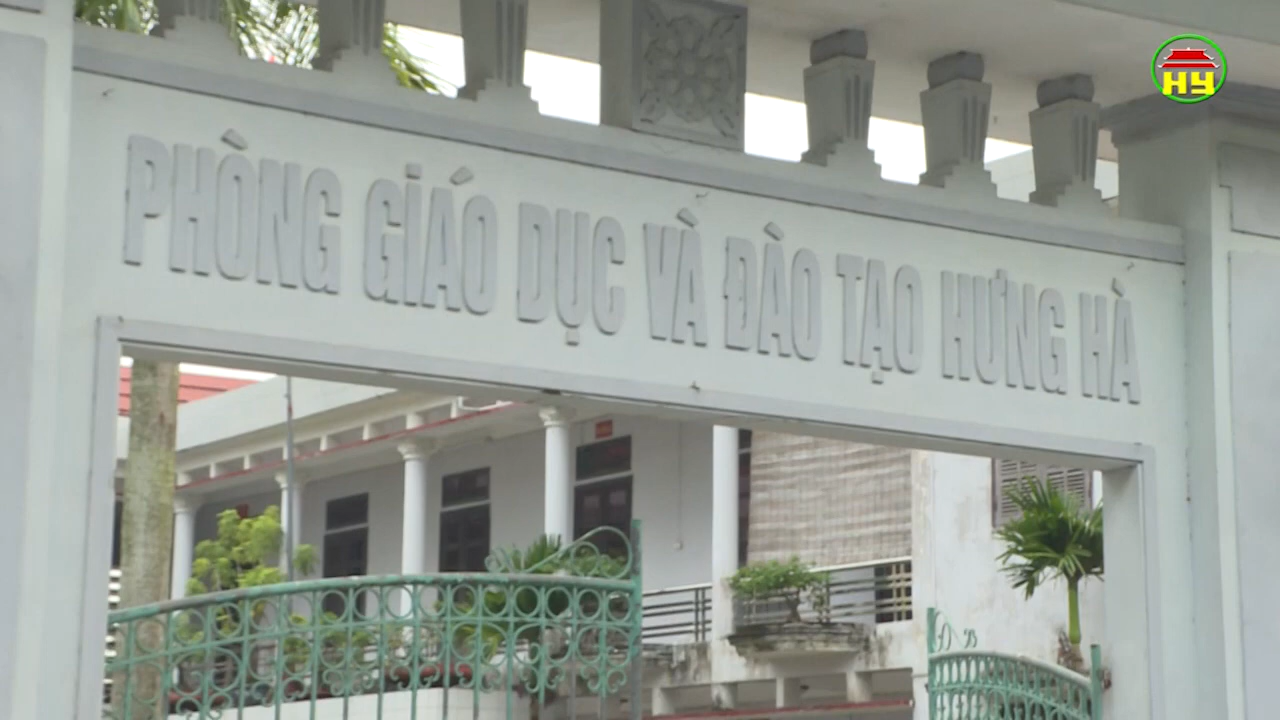 HY
PHÒNG GIÁO DỤC VÀ ĐÀO TẠO HƯNG HÀ